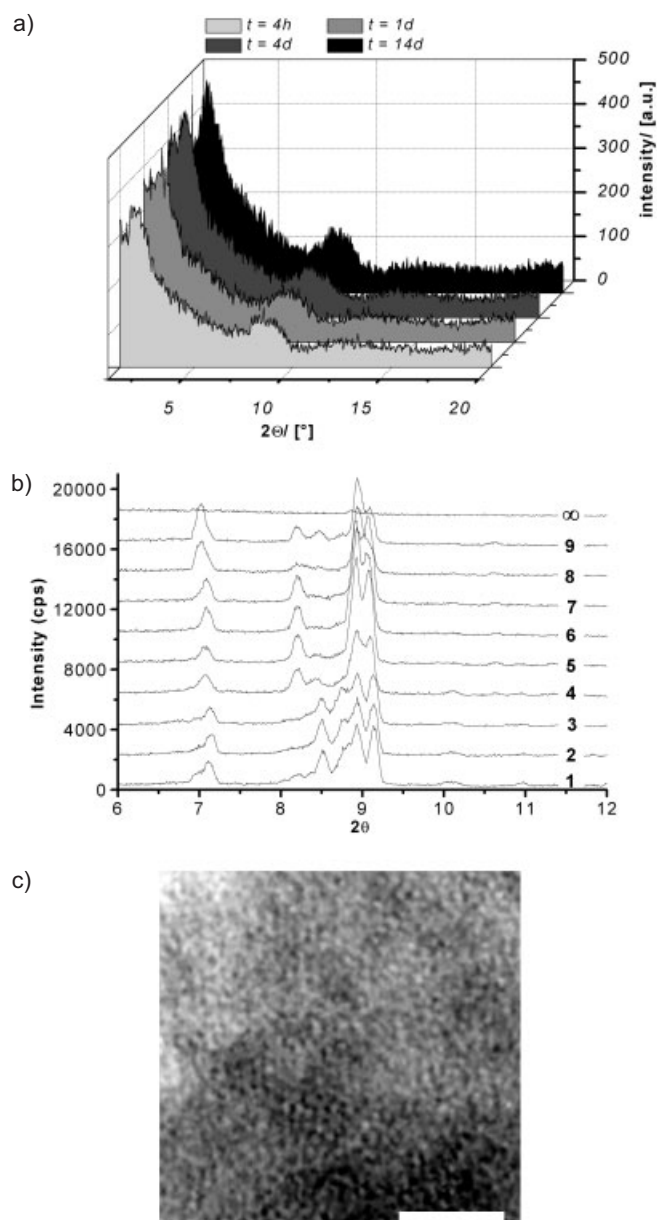 a)
t = 4h t = 1d
t = 4d t = 14d
500
400
300
200
100
0
intensity/ [a.u.]
5 10 15 20
2Θ/ [°]
b)
20000
16000
12000
8000
4000
0
Intensity (cps)
∞
9
8
7
6
5
4
3
2
1
6 7 8 9 10 11 12
2θ
c)